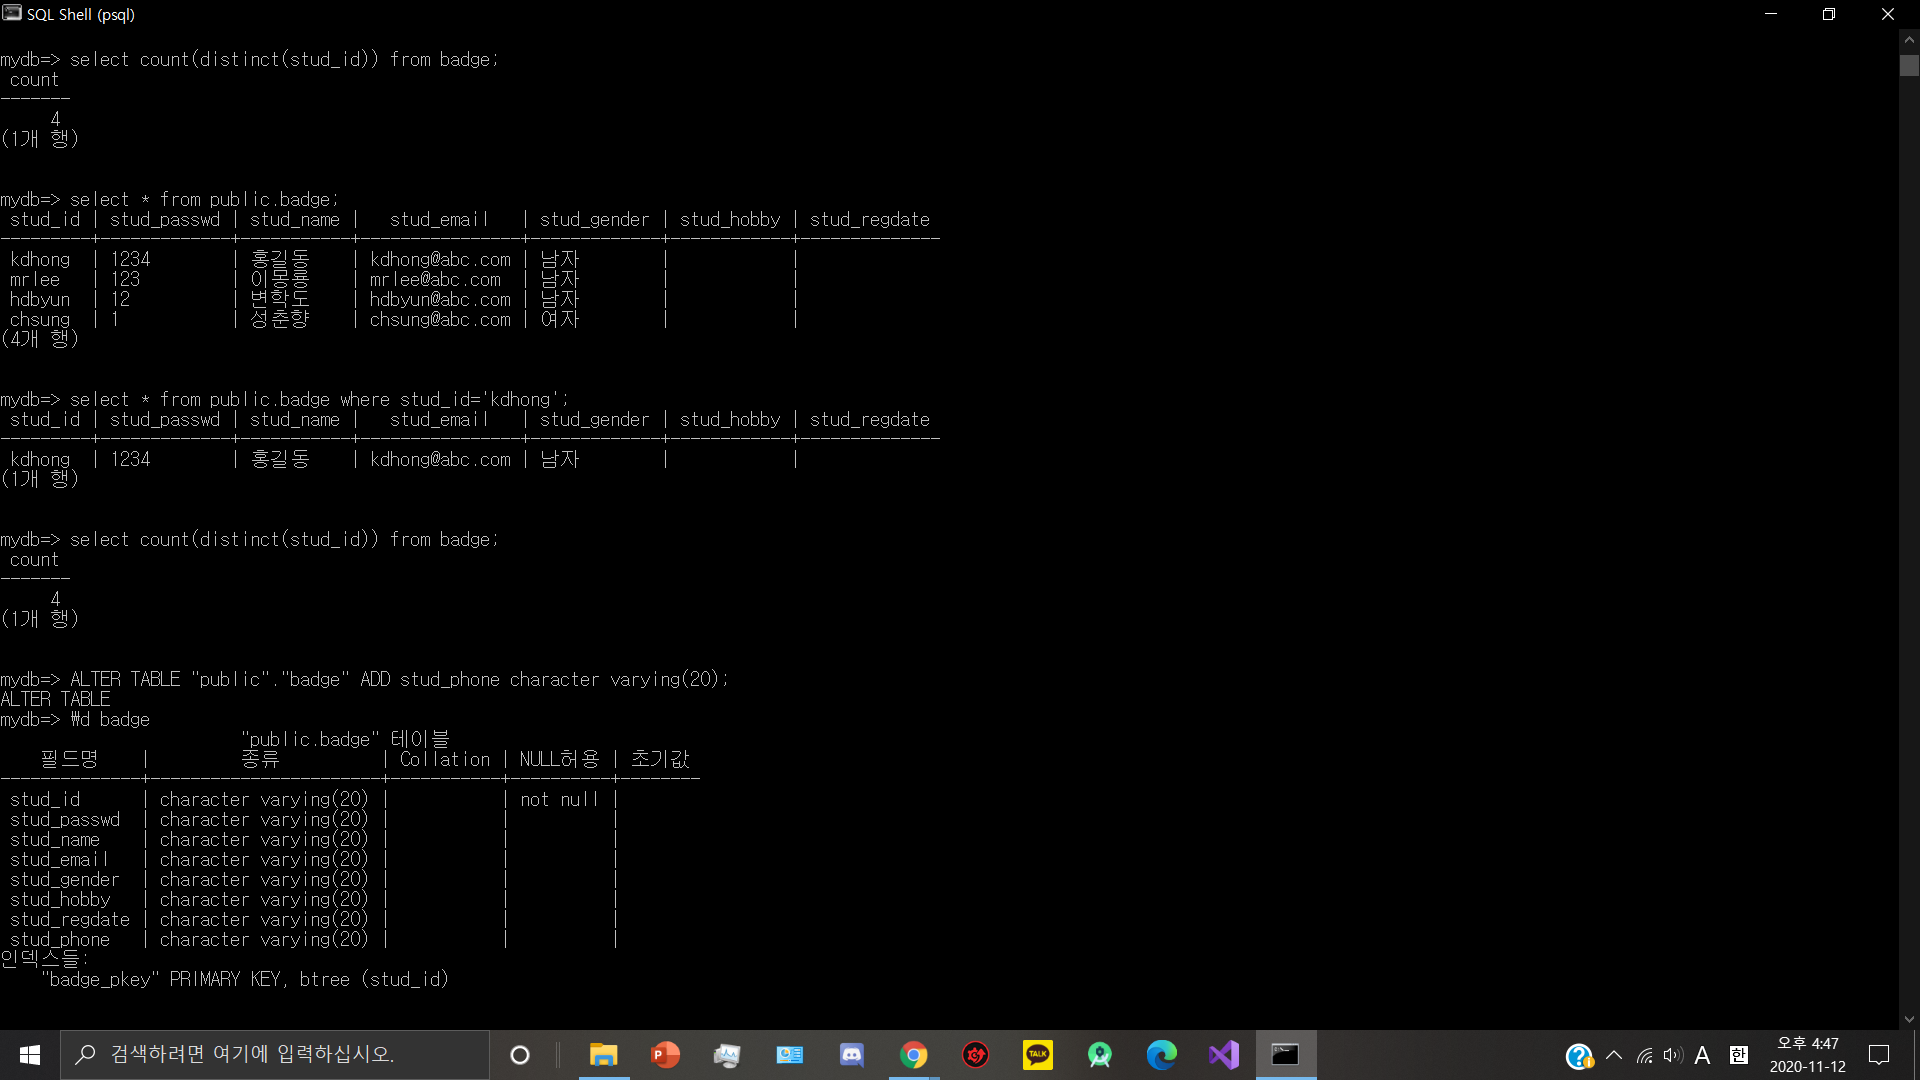 SQL Shell (psql)
mydb=> select count(distinct(stud_id)) from badge;
 count
-------
     4
(1개 행)
mydb=> select * from public.badge;
 stud_id | stud_passwd | stud_name |   stud_email   | stud_gender | stud_hobby | stud_regdate
---------+-------------+-----------+----------------+-------------+------------+--------------
 kdhong  | 1234        | 홍길동    | kdhong@abc.com | 남자        |            |
 mrlee   | 123         | 이몽룡    | mrlee@abc.com  | 남자        |            |
 hdbyun  | 12          | 변학도    | hdbyun@abc.com | 남자        |            |
 chsung  | 1           | 성춘향    | chsung@abc.com | 여자        |            |
(4개 행)
mydb=> select * from public.badge where stud_id='kdhong';
 stud_id | stud_passwd | stud_name |   stud_email   | stud_gender | stud_hobby | stud_regdate
---------+-------------+-----------+----------------+-------------+------------+--------------
 kdhong  | 1234        | 홍길동    | kdhong@abc.com | 남자        |            |
(1개 행)
mydb=> select count(distinct(stud_id)) from badge;
 count
-------
     4
(1개 행)
mydb=> ALTER TABLE "public"."badge" ADD stud_phone character varying(20);
ALTER TABLE
mydb=> ₩d badge
                        "public.badge" 테이블
    필드명    |         종류          | Collation | NULL허용 | 초기값
--------------+-----------------------+-----------+----------+--------
 stud_id      | character varying(20) |           | not null |
 stud_passwd  | character varying(20) |           |          |
 stud_name    | character varying(20) |           |          |
 stud_email   | character varying(20) |           |          |
 stud_gender  | character varying(20) |           |          |
 stud_hobby   | character varying(20) |           |          |
 stud_regdate | character varying(20) |           |          |
 stud_phone   | character varying(20) |           |          |
인덱스들:
    "badge_pkey" PRIMARY KEY, btree (stud_id)
검색하려면 여기에 입력하십시오.
P
TALK
A
한
오후 4:47
2020-11-12